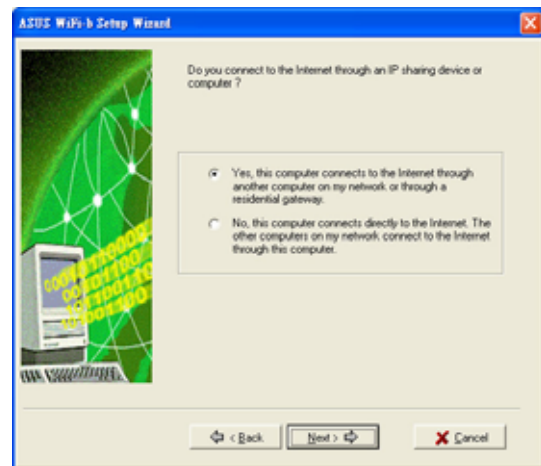 ASUS WiFi-b Setup Wizard
Do you connect to the Internet through an IP sharing device or
computer ?
Yes, this computer connects to the Internet through
another computer on my network or through a
residential gateway.
No, this computer connects directly to the Internet. The
other computers on my network connect to the Internet
through this computer.
< Back
Next >
Cancel